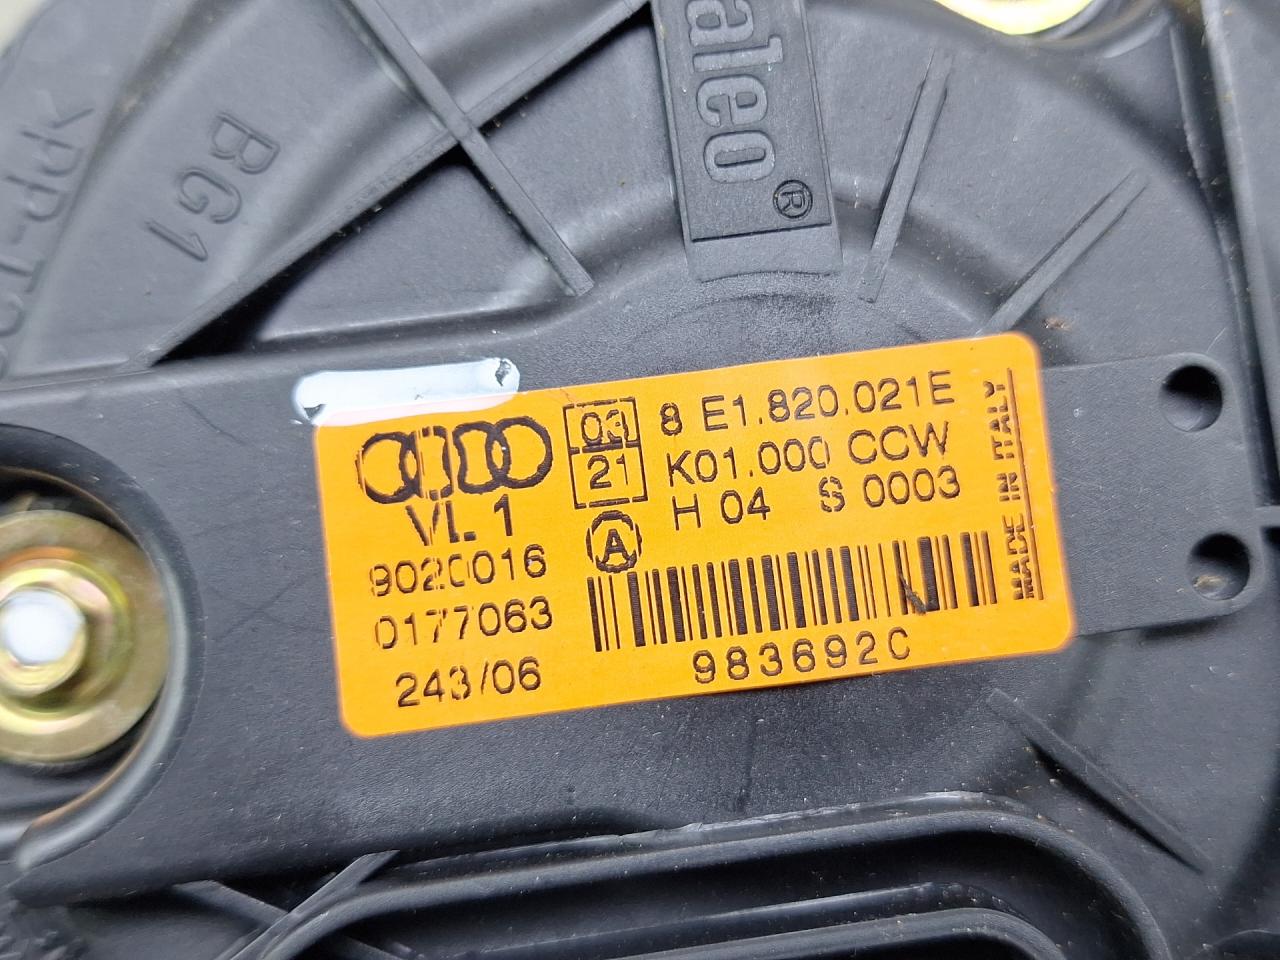 aleo®
BG1
>PP-T
8 E1.820.021E
03
21
K01.000 CCW
H 04 S 0003
VL 1
A
9020016
0177063
243/06
983692C
MADE IN ITALY